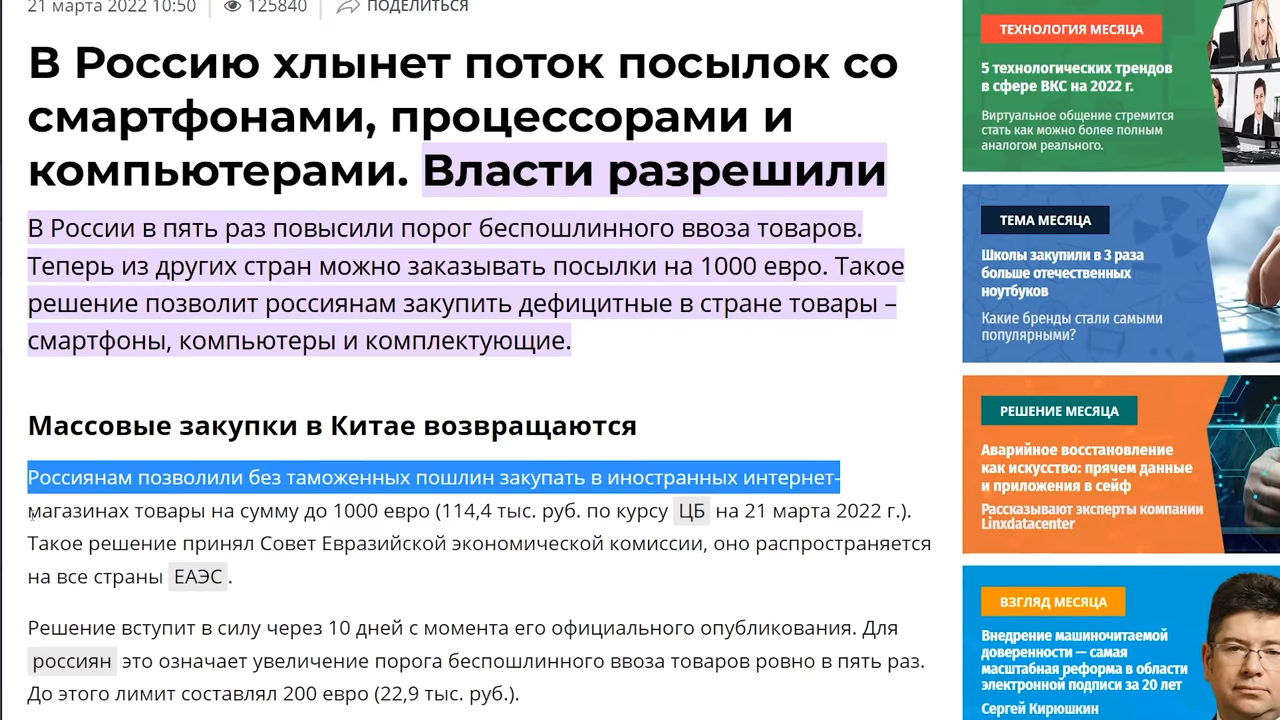 21 марта 2022 10:50 125840 ПОДЕЛИТЬСЯ
В Россию хлынет поток посылок со
смартфонами, процессорами и
компьютерами. Власти разрешили
В России в пять раз повысили порог беспошлинного ввоза товаров.
Теперь из других стран можно заказывать посылки на 1000 евро. Такое
решение позволит россиянам закупить дефицитные в стране товары –
смартфоны, компьютеры и комплектующие.
Массовые закупки в Китае возвращаются
Россиянам позволили без таможенных пошлин закупать в иностранных интернет-
магазинах товары на сумму до 1000 евро (114,4 тыс. руб. по курсу ЦБ на 21 марта 2022 г.).
Такое решение принял Совет Евразийской экономической комиссии, оно распространяется
на все страны ЕАЭС .
Решение вступит в силу через 10 дней с момента его официального опубликования. Для
россиян это означает увеличение порога беспошлинного ввоза товаров ровно в пять раз.
До этого лимит составлял 200 евро (22,9 тыс. руб.).
ТЕХНОЛОГИЯ МЕСЯЦА
5 технологических трендов
в сфере ВКС на 2022 г.
Виртуальное общение стремится
стать как можно более полным
аналогом реального.
ТЕМА МЕСЯЦА
Школы закупили в 3 раза
больше отечественных
ноутбуков
Какие бренды стали самыми
популярными?
РЕШЕНИЕ МЕСЯЦА
Аварийное восстановление
как искусство: прячем данные
и приложения в сейф
Рассказывают эксперты компании
Linxdatacenter
ВЗГЛЯД МЕСЯЦА
Внедрение машиночитаемой
доверенности — самая
масштабная реформа в области
электронной подписи за 20 лет
Сергей Кирюшкин